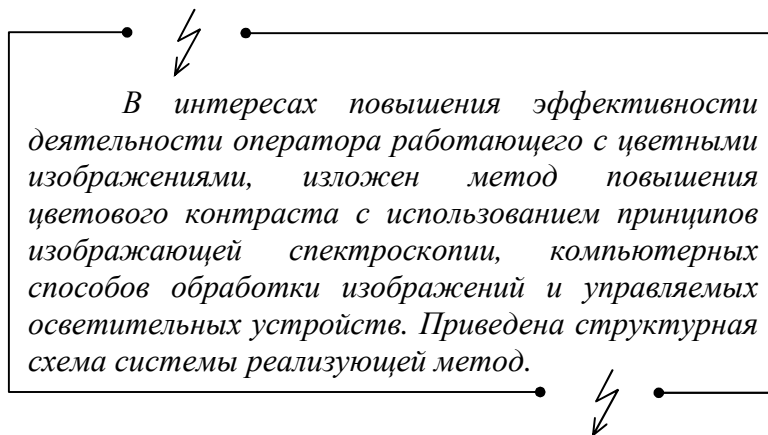 В интересах повышения эффективности
деятельности оператора работающего с цветными
изображениями, изложен метод повышения
цветового контраста с использованием принципов
изображающей спектроскопии, компьютерных
способов обработки изображений и управляемых
осветительных устройств. Приведена структурная
схема системы реализующей метод.